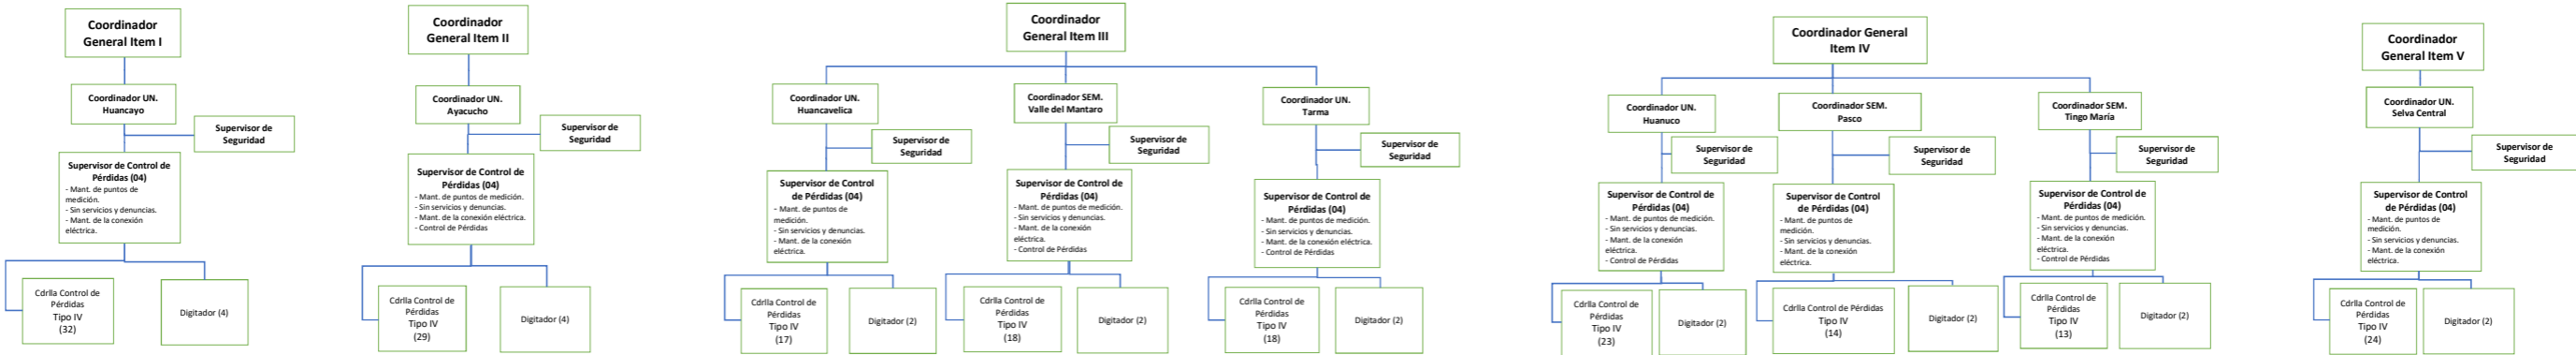 Coordinador
General Item I
Coordinador UN.
Huancayo
Supervisor de
Seguridad
Supervisor de Control de
Pérdidas (04)
- Mant. de puntos de
medición.
- Sin servicios y denuncias.
- Mant. de la conexión
eléctrica.
Cdrlla Control de
Pérdidas
Tipo IV
(32)
Digitador (4)
Coordinador
General Item II
Coordinador UN.
Ayacucho
Supervisor de
Seguridad
Supervisor de Control de
Pérdidas (04)
- Mant. de puntos de medición.
- Sin servicios y denuncias.
- Mant. de la conexión eléctrica.
- Control de Pérdidas
Cdrlla Control de
Pérdidas
Tipo IV
(29)
Digitador (4)
Coordinador
General Item III
Coordinador UN.
Huancavelica
Supervisor de
Seguridad
Supervisor de Control
de Pérdidas (04)
- Mant. de puntos de
medición.
- Sin servicios y denuncias.
- Mant. de la conexión
eléctrica.
Cdrlla Control de
Pérdidas
Tipo IV
(17)
Digitador (2)
Coordinador SEM.
Valle del Mantaro
Supervisor de
Seguridad
Supervisor de Control de
Pérdidas (04)
- Mant. de puntos de medición.
- Sin servicios y denuncias.
- Mant. de la conexión
eléctrica.
- Control de Pérdidas
Cdrlla Control de
Pérdidas
Tipo IV
(18)
Digitador (2)
Coordinador UN.
Tarma
Supervisor de
Seguridad
Supervisor de Control
de Pérdidas (04)
- Mant. de puntos de medición.
- Sin servicios y denuncias.
- Mant. de la conexión eléctrica.
- Control de Pérdidas
Cdrlla Control de
Pérdidas
Tipo IV
(18)
Digitador (2)
Coordinador General
Item IV
Coordinador UN.
Huanuco
Supervisor de
Seguridad
Supervisor de Control de
Pérdidas (04)
- Mant. de puntos de medición.
- Sin servicios y denuncias.
- Mant. de la conexión
eléctrica.
- Control de Pérdidas
Cdrlla Control de
Pérdidas
Tipo IV
(23)
Digitador (2)
Coordinador SEM.
Pasco
Supervisor de
Seguridad
Supervisor de Control
de Pérdidas (04)
- Mant. de puntos de
medición.
- Sin servicios y denuncias.
- Mant. de la conexión
eléctrica.
Cdrlla Control de Pérdidas
Tipo IV
(14)
Digitador (2)
Coordinador SEM.
Tingo María
Supervisor de
Seguridad
Supervisor de Control de
Pérdidas (04)
- Mant. de puntos de medición.
- Sin servicios y denuncias.
- Mant. de la conexión
eléctrica.
- Control de Pérdidas
Cdrlla Control de
Pérdidas
Tipo IV
(13)
Digitador (2)
Coordinador
General Item V
Coordinador UN.
Selva Central
Supervisor de
Seguridad
Supervisor de Control de
Pérdidas (04)
- Mant. de puntos de
medición.
- Sin servicios y denuncias.
- Mant. de la conexión
eléctrica.
Cdrlla Control de
Pérdidas
Tipo IV
(24)
Digitador (2)